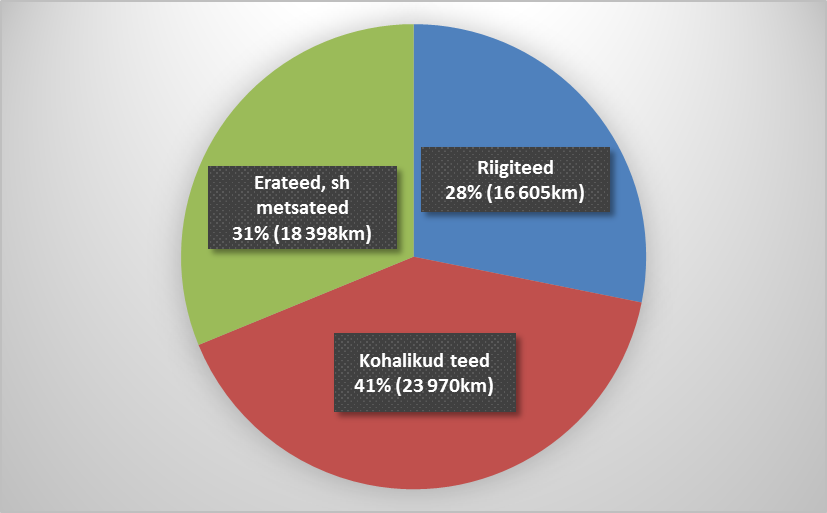 Riigiteed
28% (16 605km)
Erateed, sh
metsateed
31% (18 398km)
Kohalikud teed
41% (23 970km)